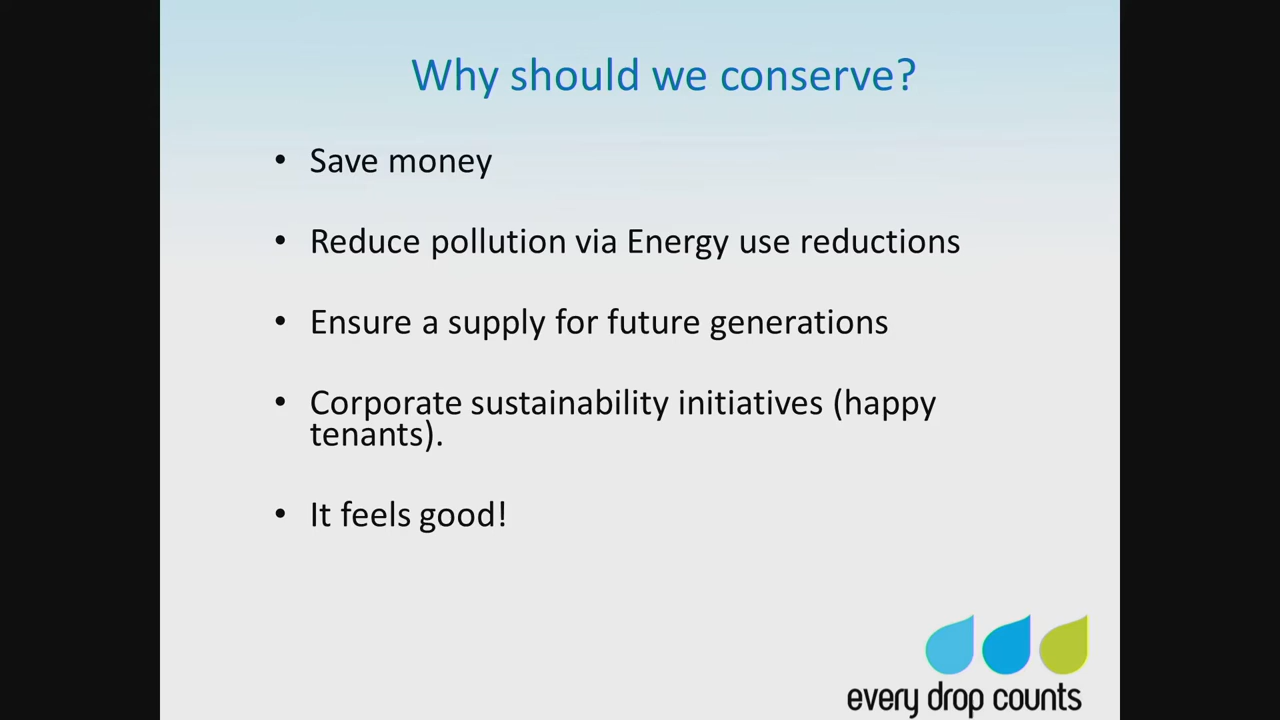 Why should we conserve?
• Save money
• Reduce pollution via Energy use reductions
• Ensure a supply for future generations
• Corporate sustainability initiatives (happy
tenants).
• It feels good!
every drop counts